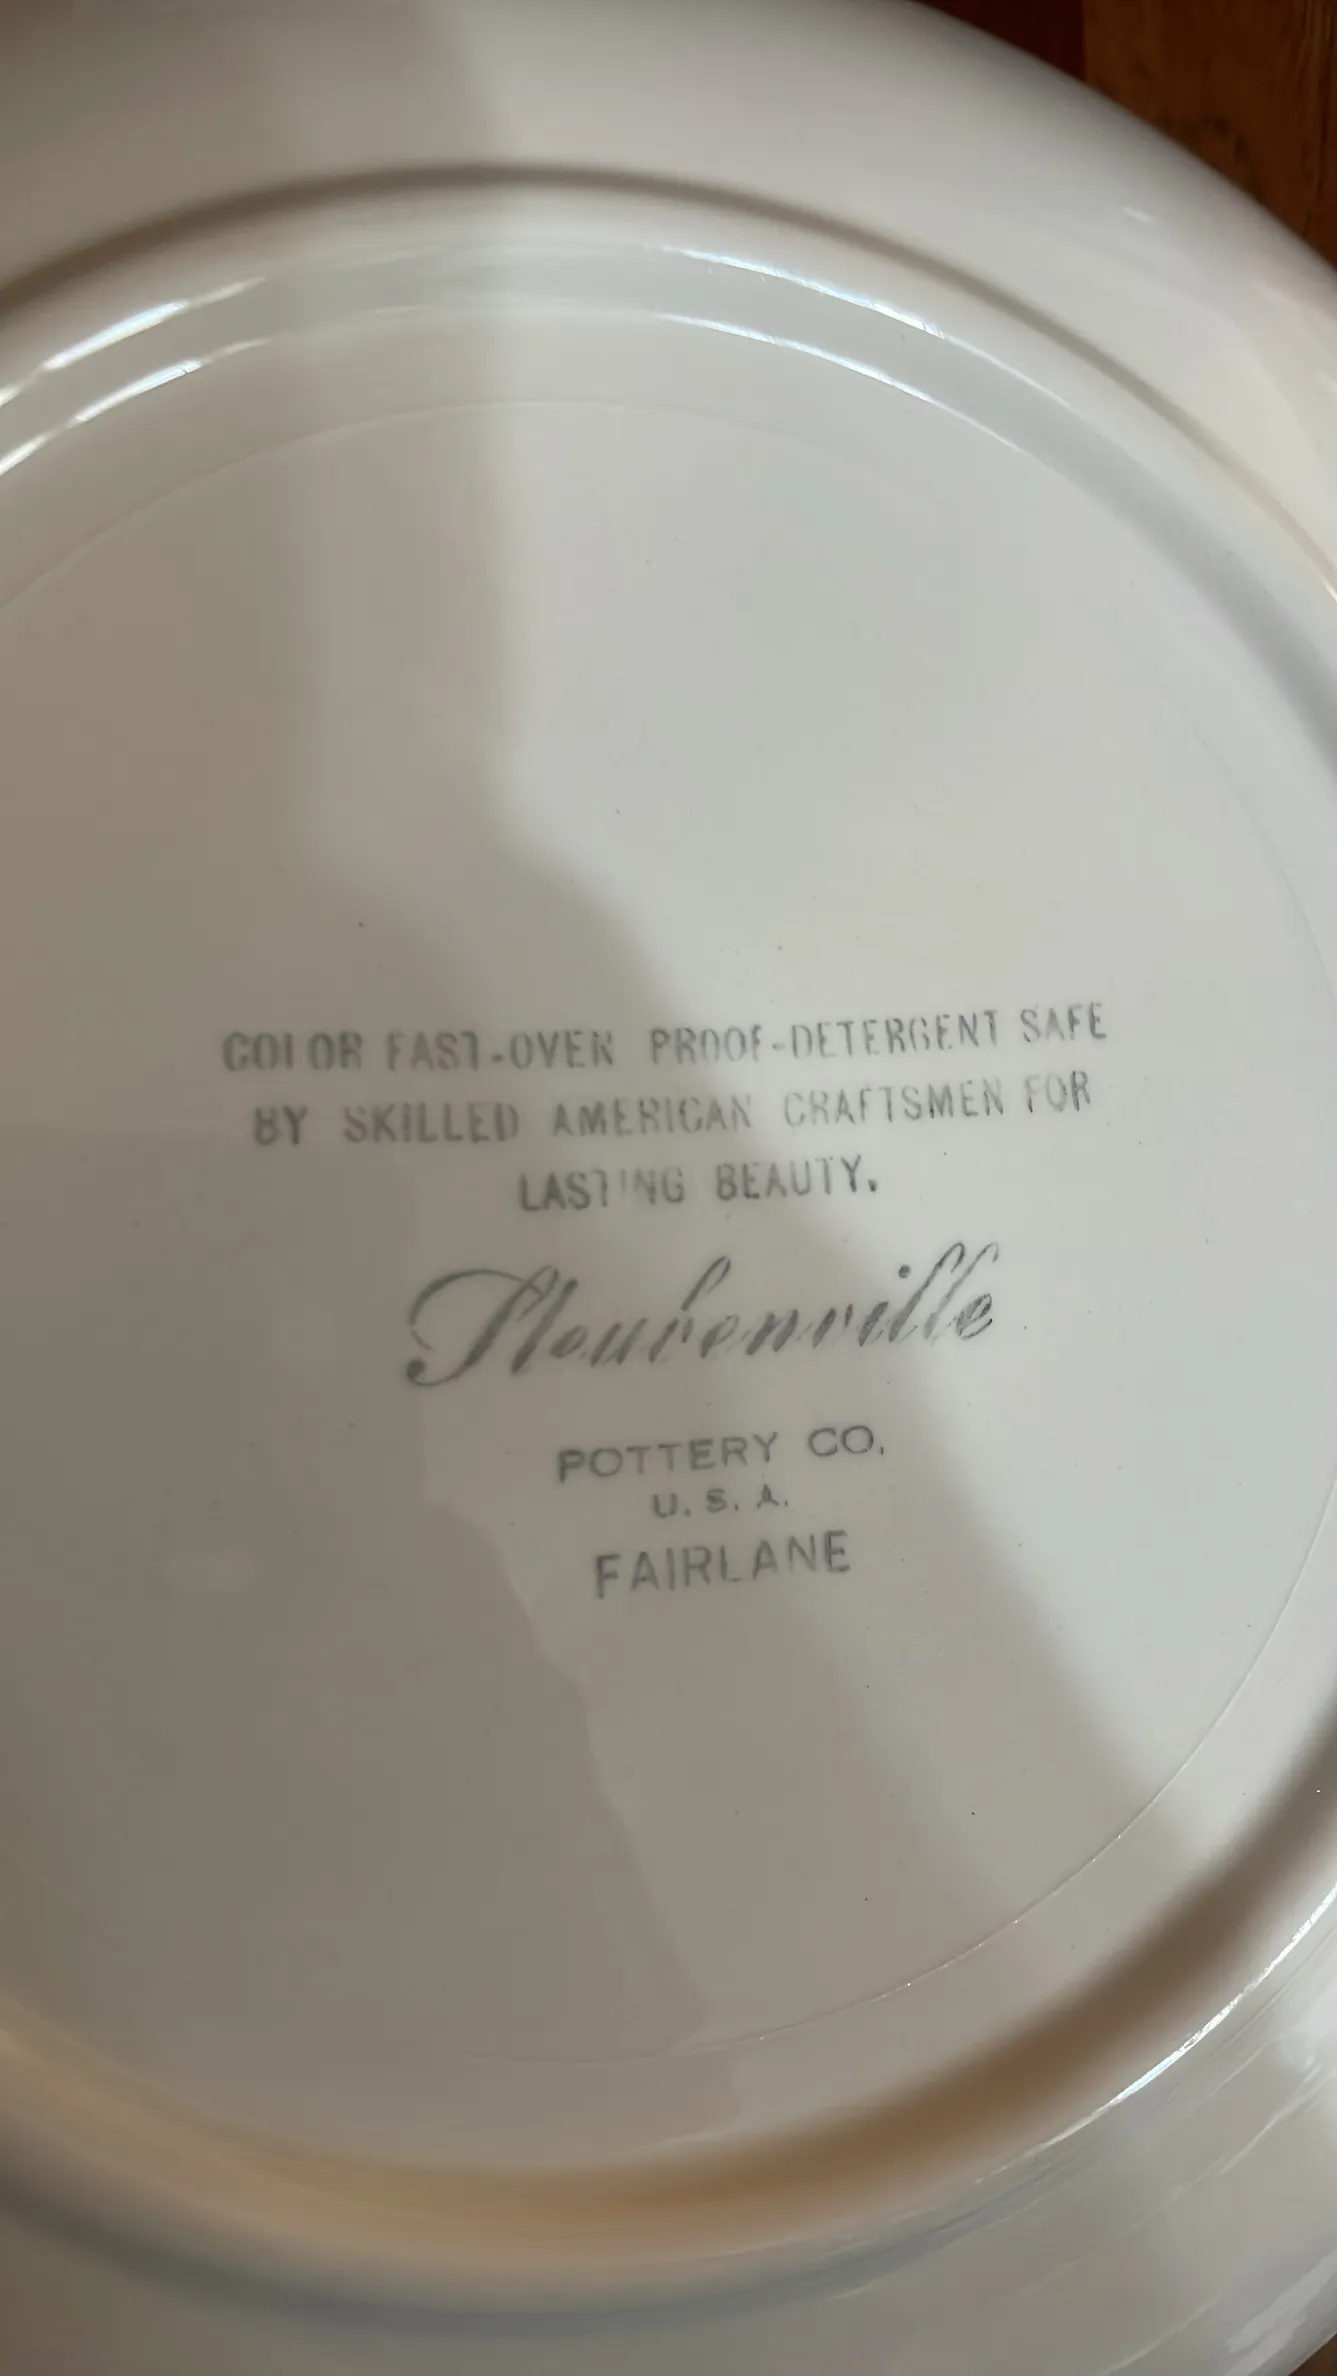 COLOR FAST-OVEN PROOF-DETERGENT SAFE
BY SKILLED AMERICAN CRAFTSMEN FOR
LASTING BEAUTY.
Steubenville
POTTERY CO.
U. S. A.
FAIRLANE